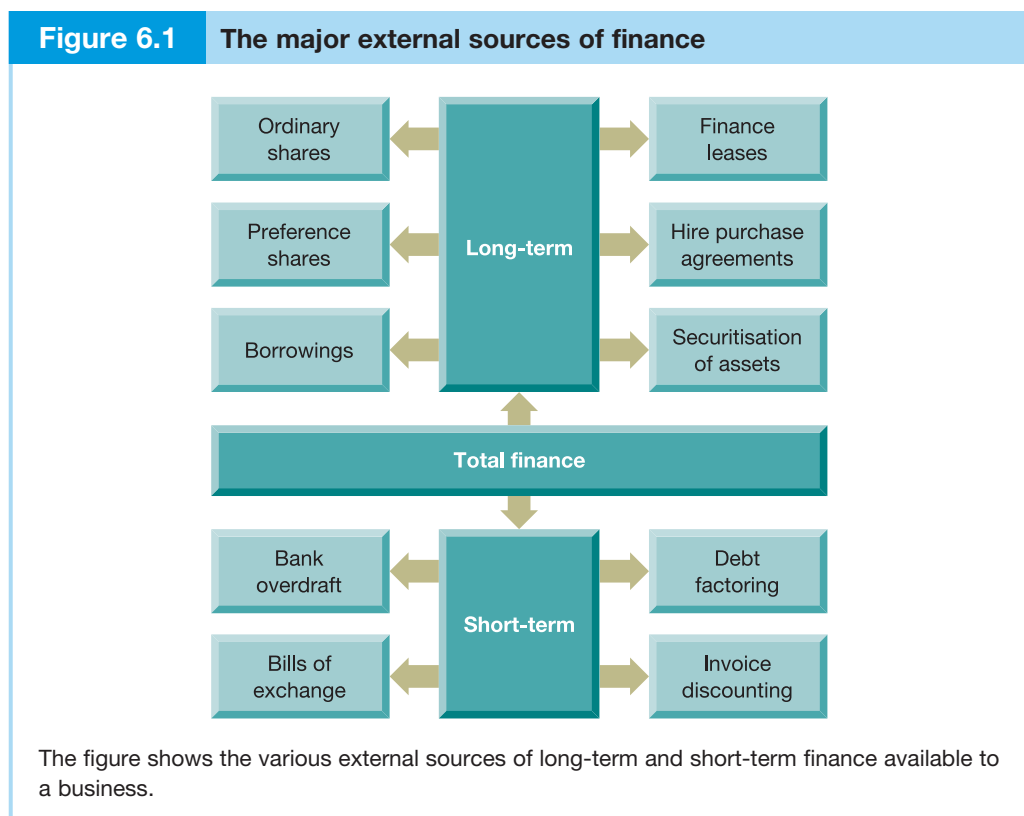 Figure 6.1
The major external sources of finance
Ordinary
shares
Finance
leases
Preference
shares
Long-term
Hire purchase
agreements
Borrowings
Securitisation
of assets
Total finance
Bank
overdraft
Debt
factoring
Short-term
Bills of
exchange
Invoice
discounting
The figure shows the various external sources of long-term and short-term finance available to
a business.